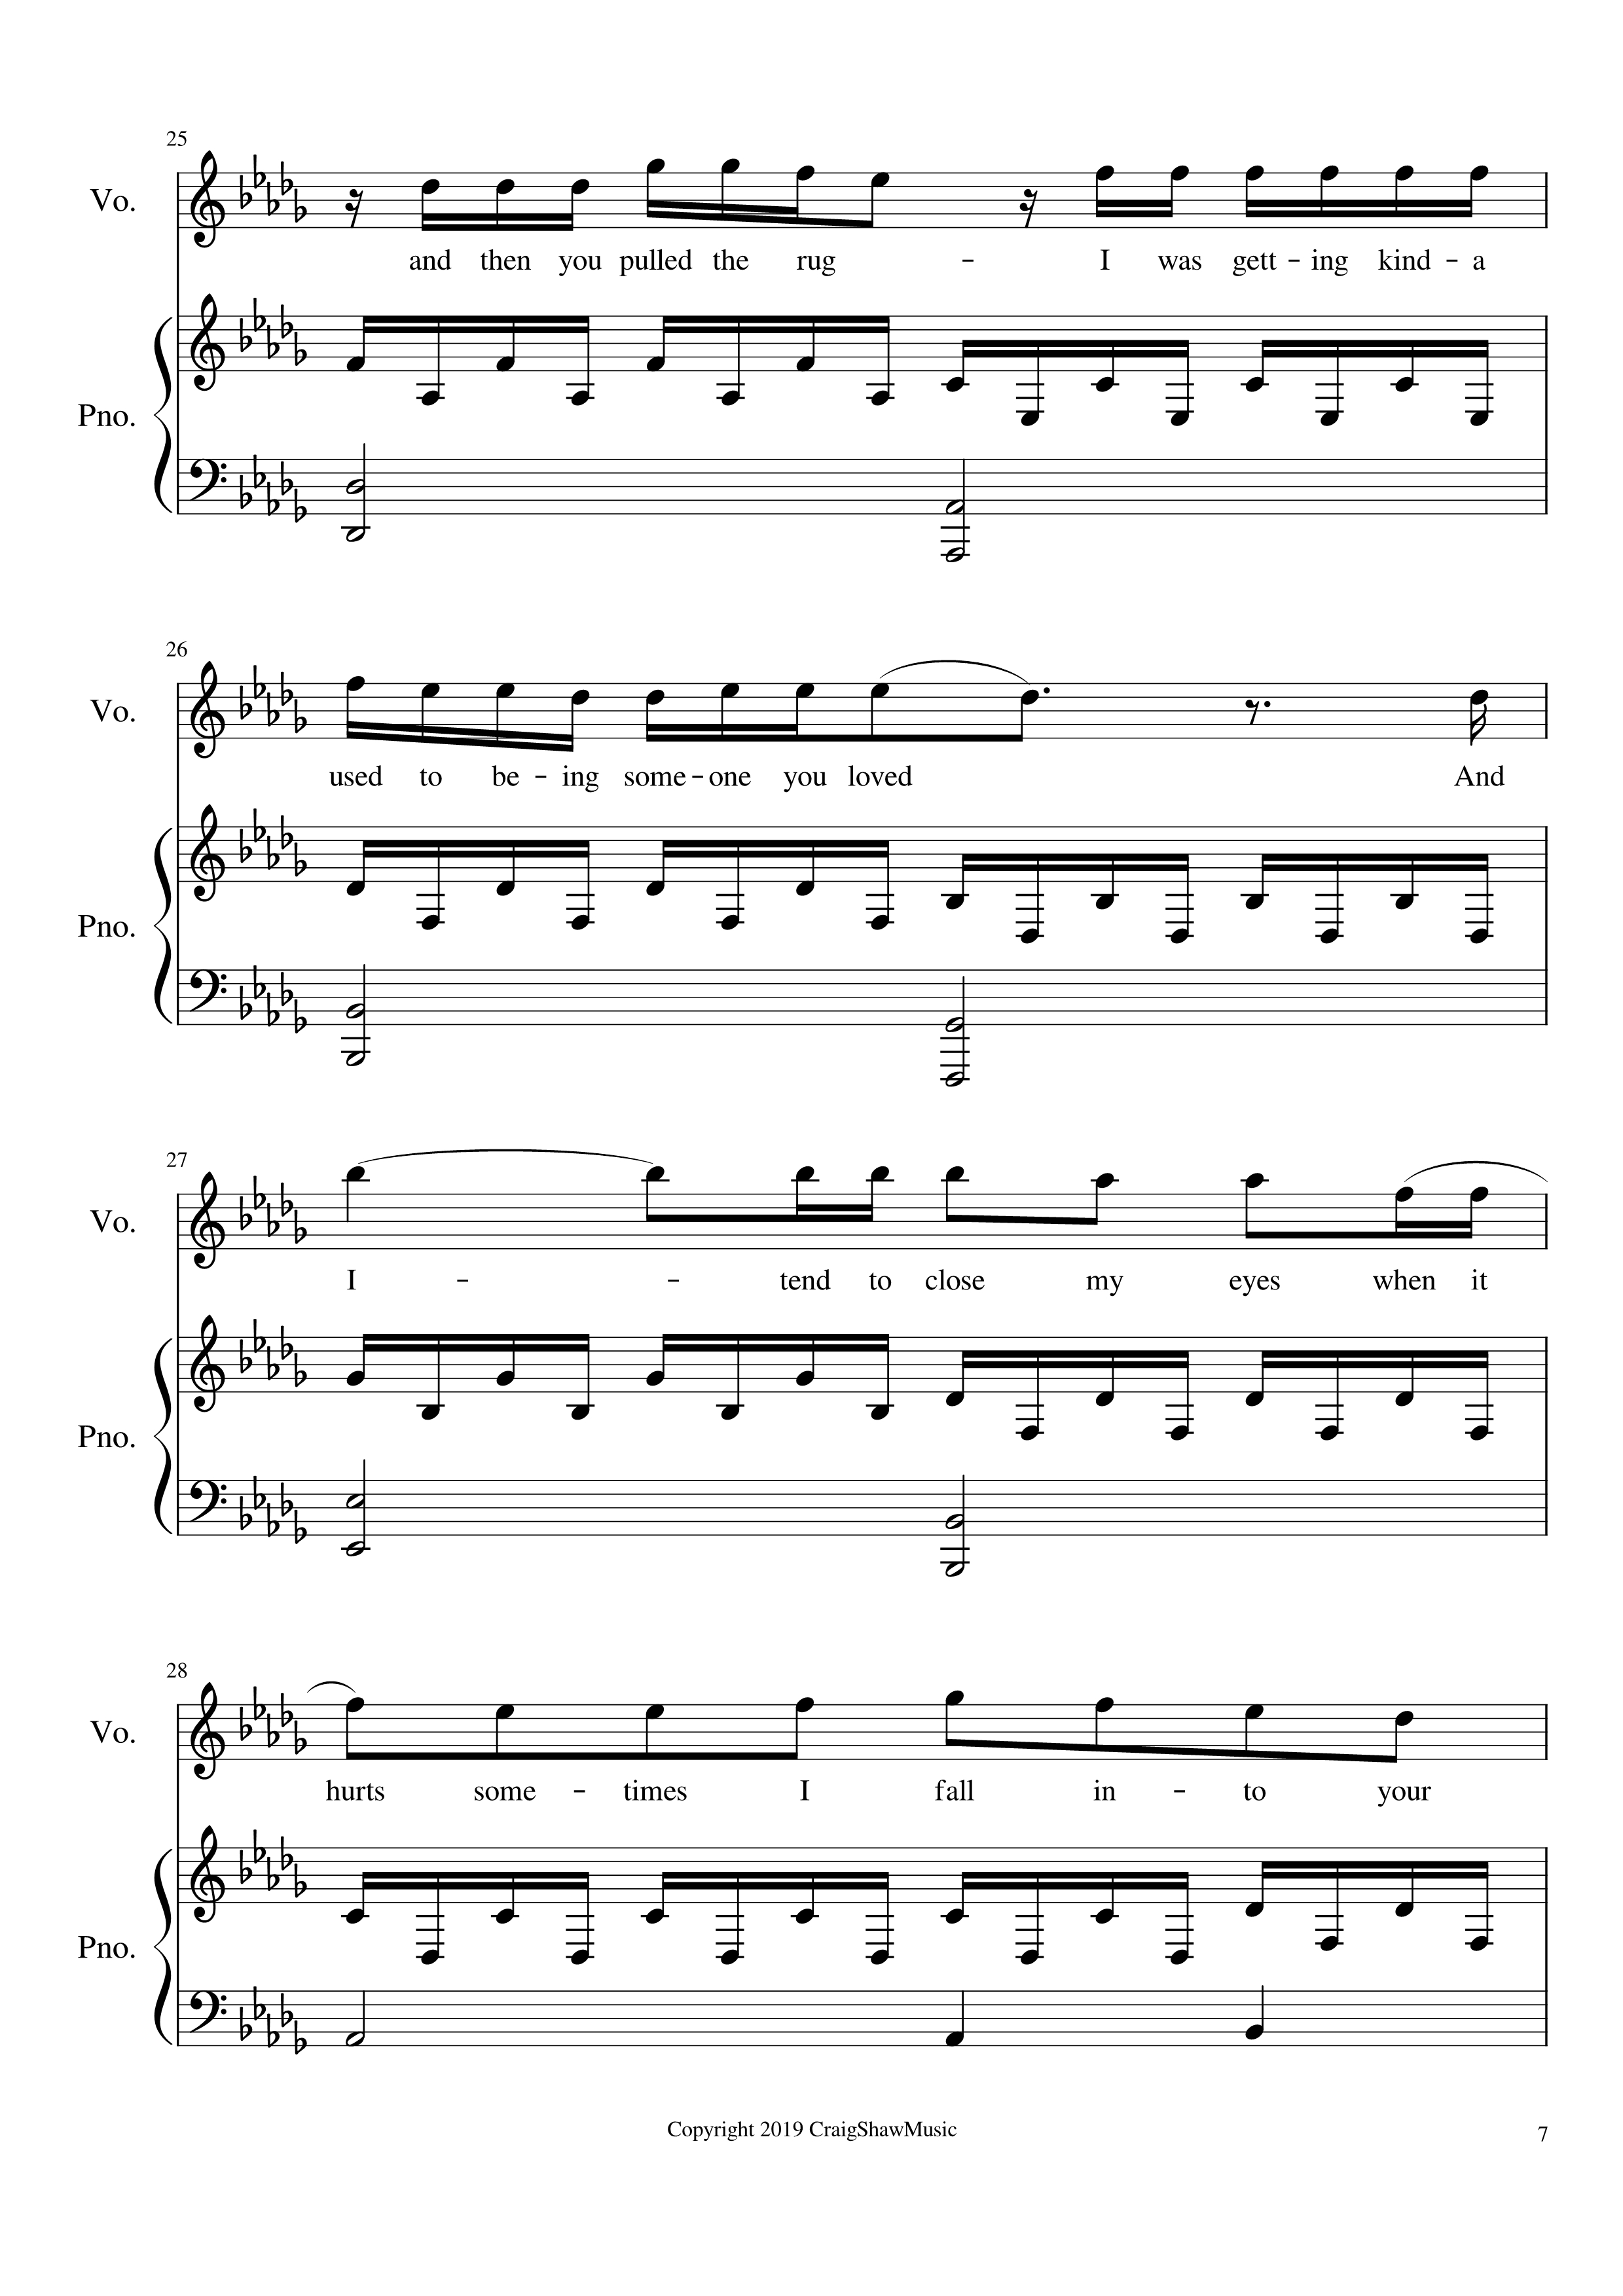 25
Vo.
and then you pulled the rug - I was gett - ing kind - a
Pno.
26
Vo.
used to be - ing some - one you loved And
Pno.
27
Vo.
I - - tend to close my eyes when it
Pno.
28
Vo.
hurts some - times I fall in - to your
Pno.
Copyright 2019 CraigShawMusic
7